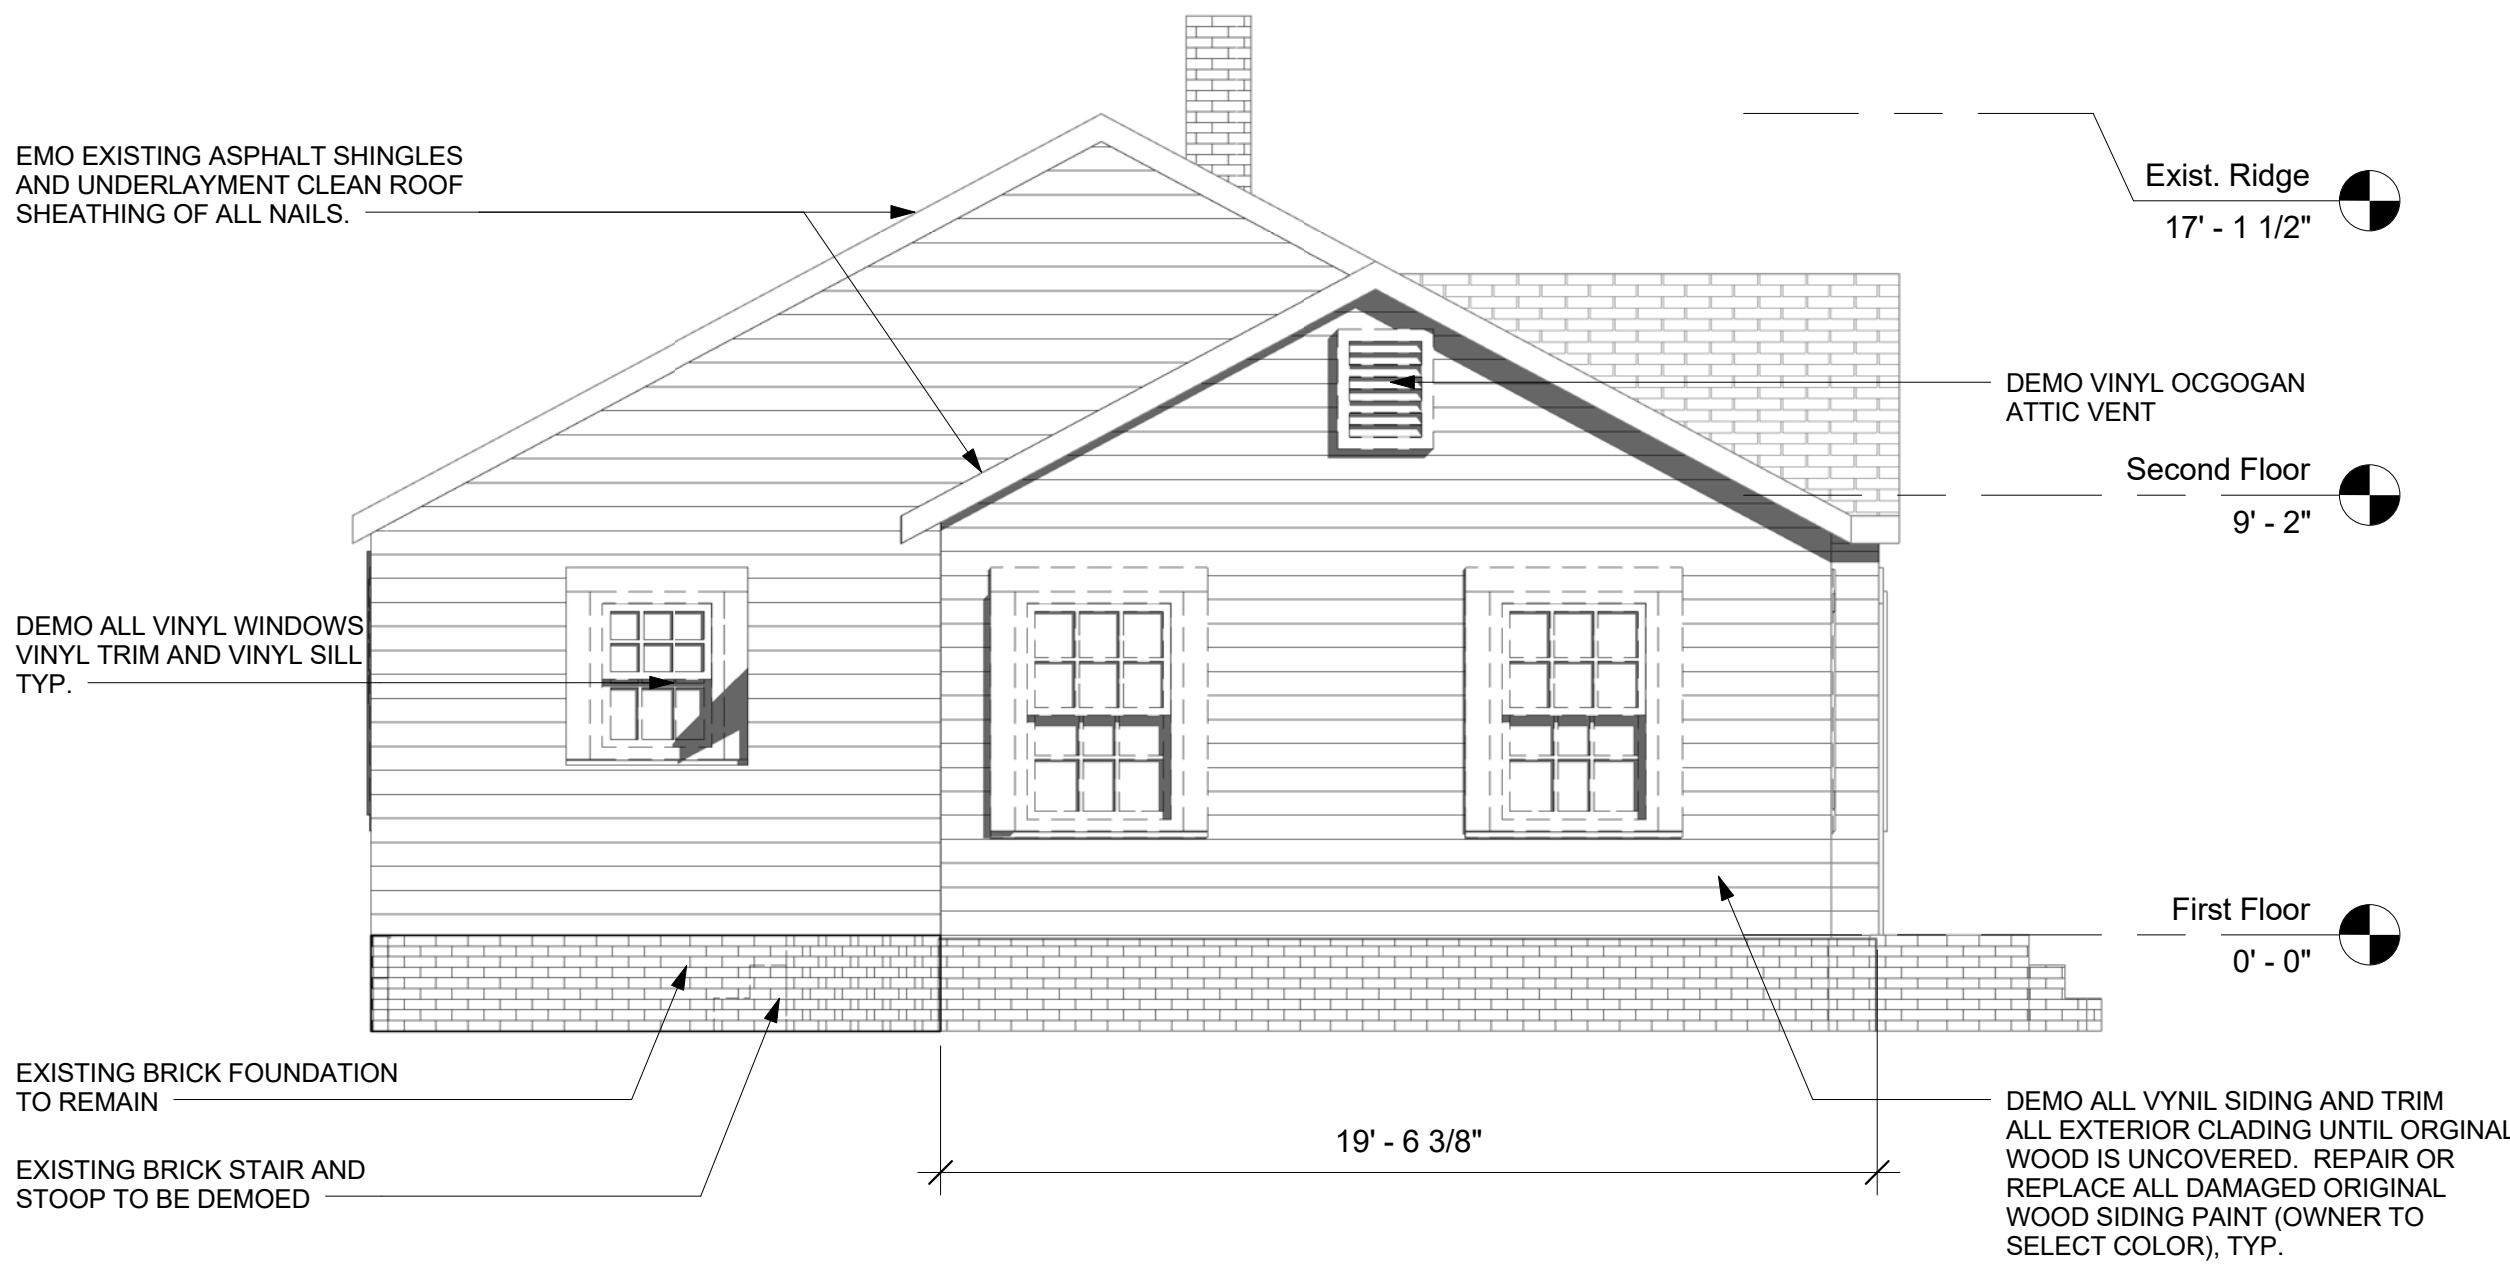 EMO EXISTING ASPHALT SHINGLES
AND UNDERLAYMENT CLEAN ROOF
SHEATHING OF ALL NAILS.
Exist. Ridge
17' - 1 1/2"
DEMO VINYL OCGOGAN
ATTIC VENT
Second Floor
9' - 2"
DEMO ALL VINYL WINDOWS
VINYL TRIM AND VINYL SILL
TYP.
First Floor
0' - 0"
EXISTING BRICK FOUNDATION
TO REMAIN
EXISTING BRICK STAIR AND
STOOP TO BE DEMOED
19' - 6 3/8"
DEMO ALL VYNIL SIDING AND TRIM
ALL EXTERIOR CLADING UNTIL ORGINAL
WOOD IS UNCOVERED. REPAIR OR
REPLACE ALL DAMAGED ORIGINAL
WOOD SIDING PAINT (OWNER TO
SELECT COLOR), TYP.